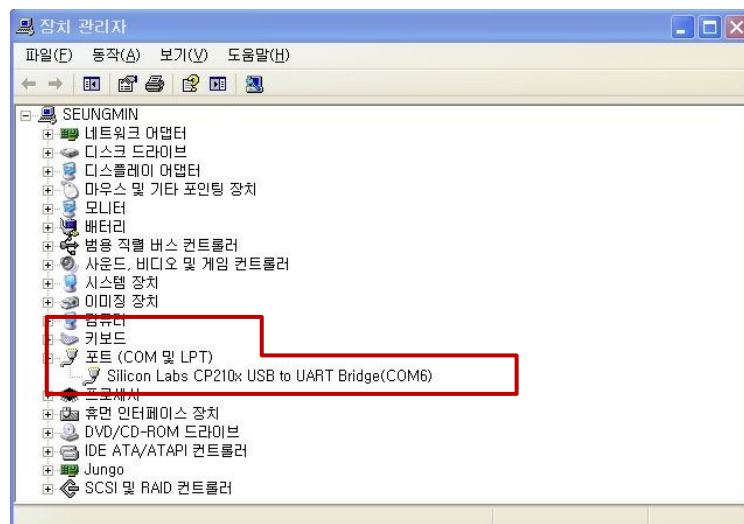 장치 관리자
파일(F) 동작(A) 보기(V) 도움말(H)
SEUNGMIN
네트워크 어댑터
디스크 드라이브
디스플레이 어댑터
마우스 및 기타 포인팅 장치
모니터
배터리
범용 직렬 버스 컨트롤러
사운드, 비디오 및 게임 컨트롤러
시스템 장치
이미징 장치
컴퓨터
키보드
포트 (COM 및 LPT)
Silicon Labs CP210x USB to UART Bridge(COM6)
프로세서
휴먼 인터페이스 장치
DVD/CD-ROM 드라이브
IDE ATA/ATAPI 컨트롤러
Jungo
SCSI 및 RAID 컨트롤러